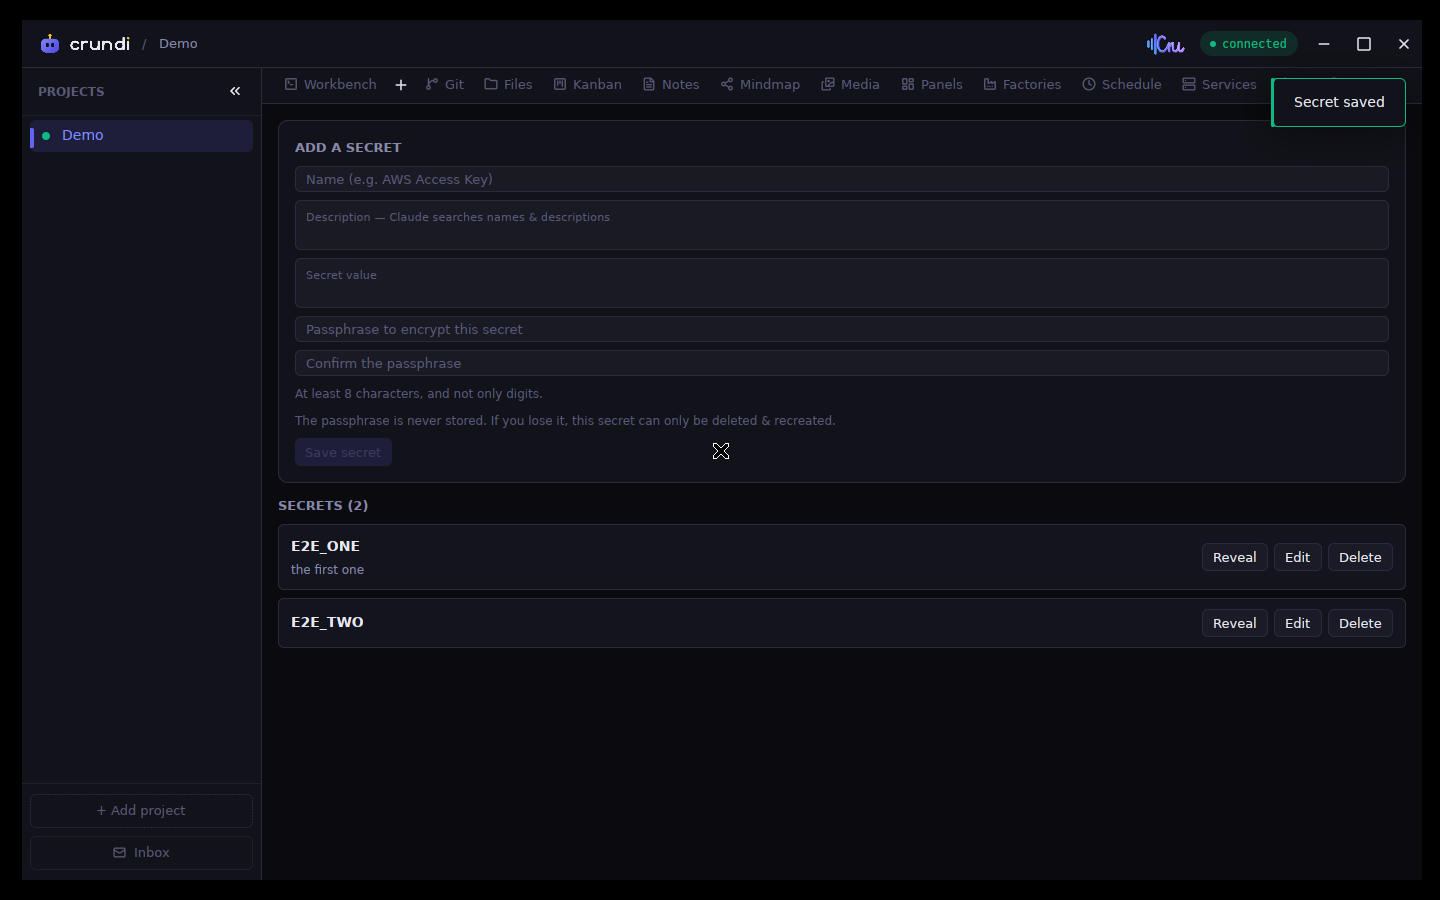 crundi / Demo
Cru
connected
PROJECTS
Workbench + Git Files Kanban Notes Mindmap Media Panels Factories Schedule Services
Secret saved
Demo
ADD A SECRET
Name (e.g. AWS Access Key)
Description — Claude searches names & descriptions
Secret value
Passphrase to encrypt this secret
Confirm the passphrase
At least 8 characters, and not only digits.
The passphrase is never stored. If you lose it, this secret can only be deleted & recreated.
Save secret
SECRETS (2)
E2E_ONE
the first one
Reveal Edit Delete
E2E_TWO
Reveal Edit Delete
+ Add project
Inbox